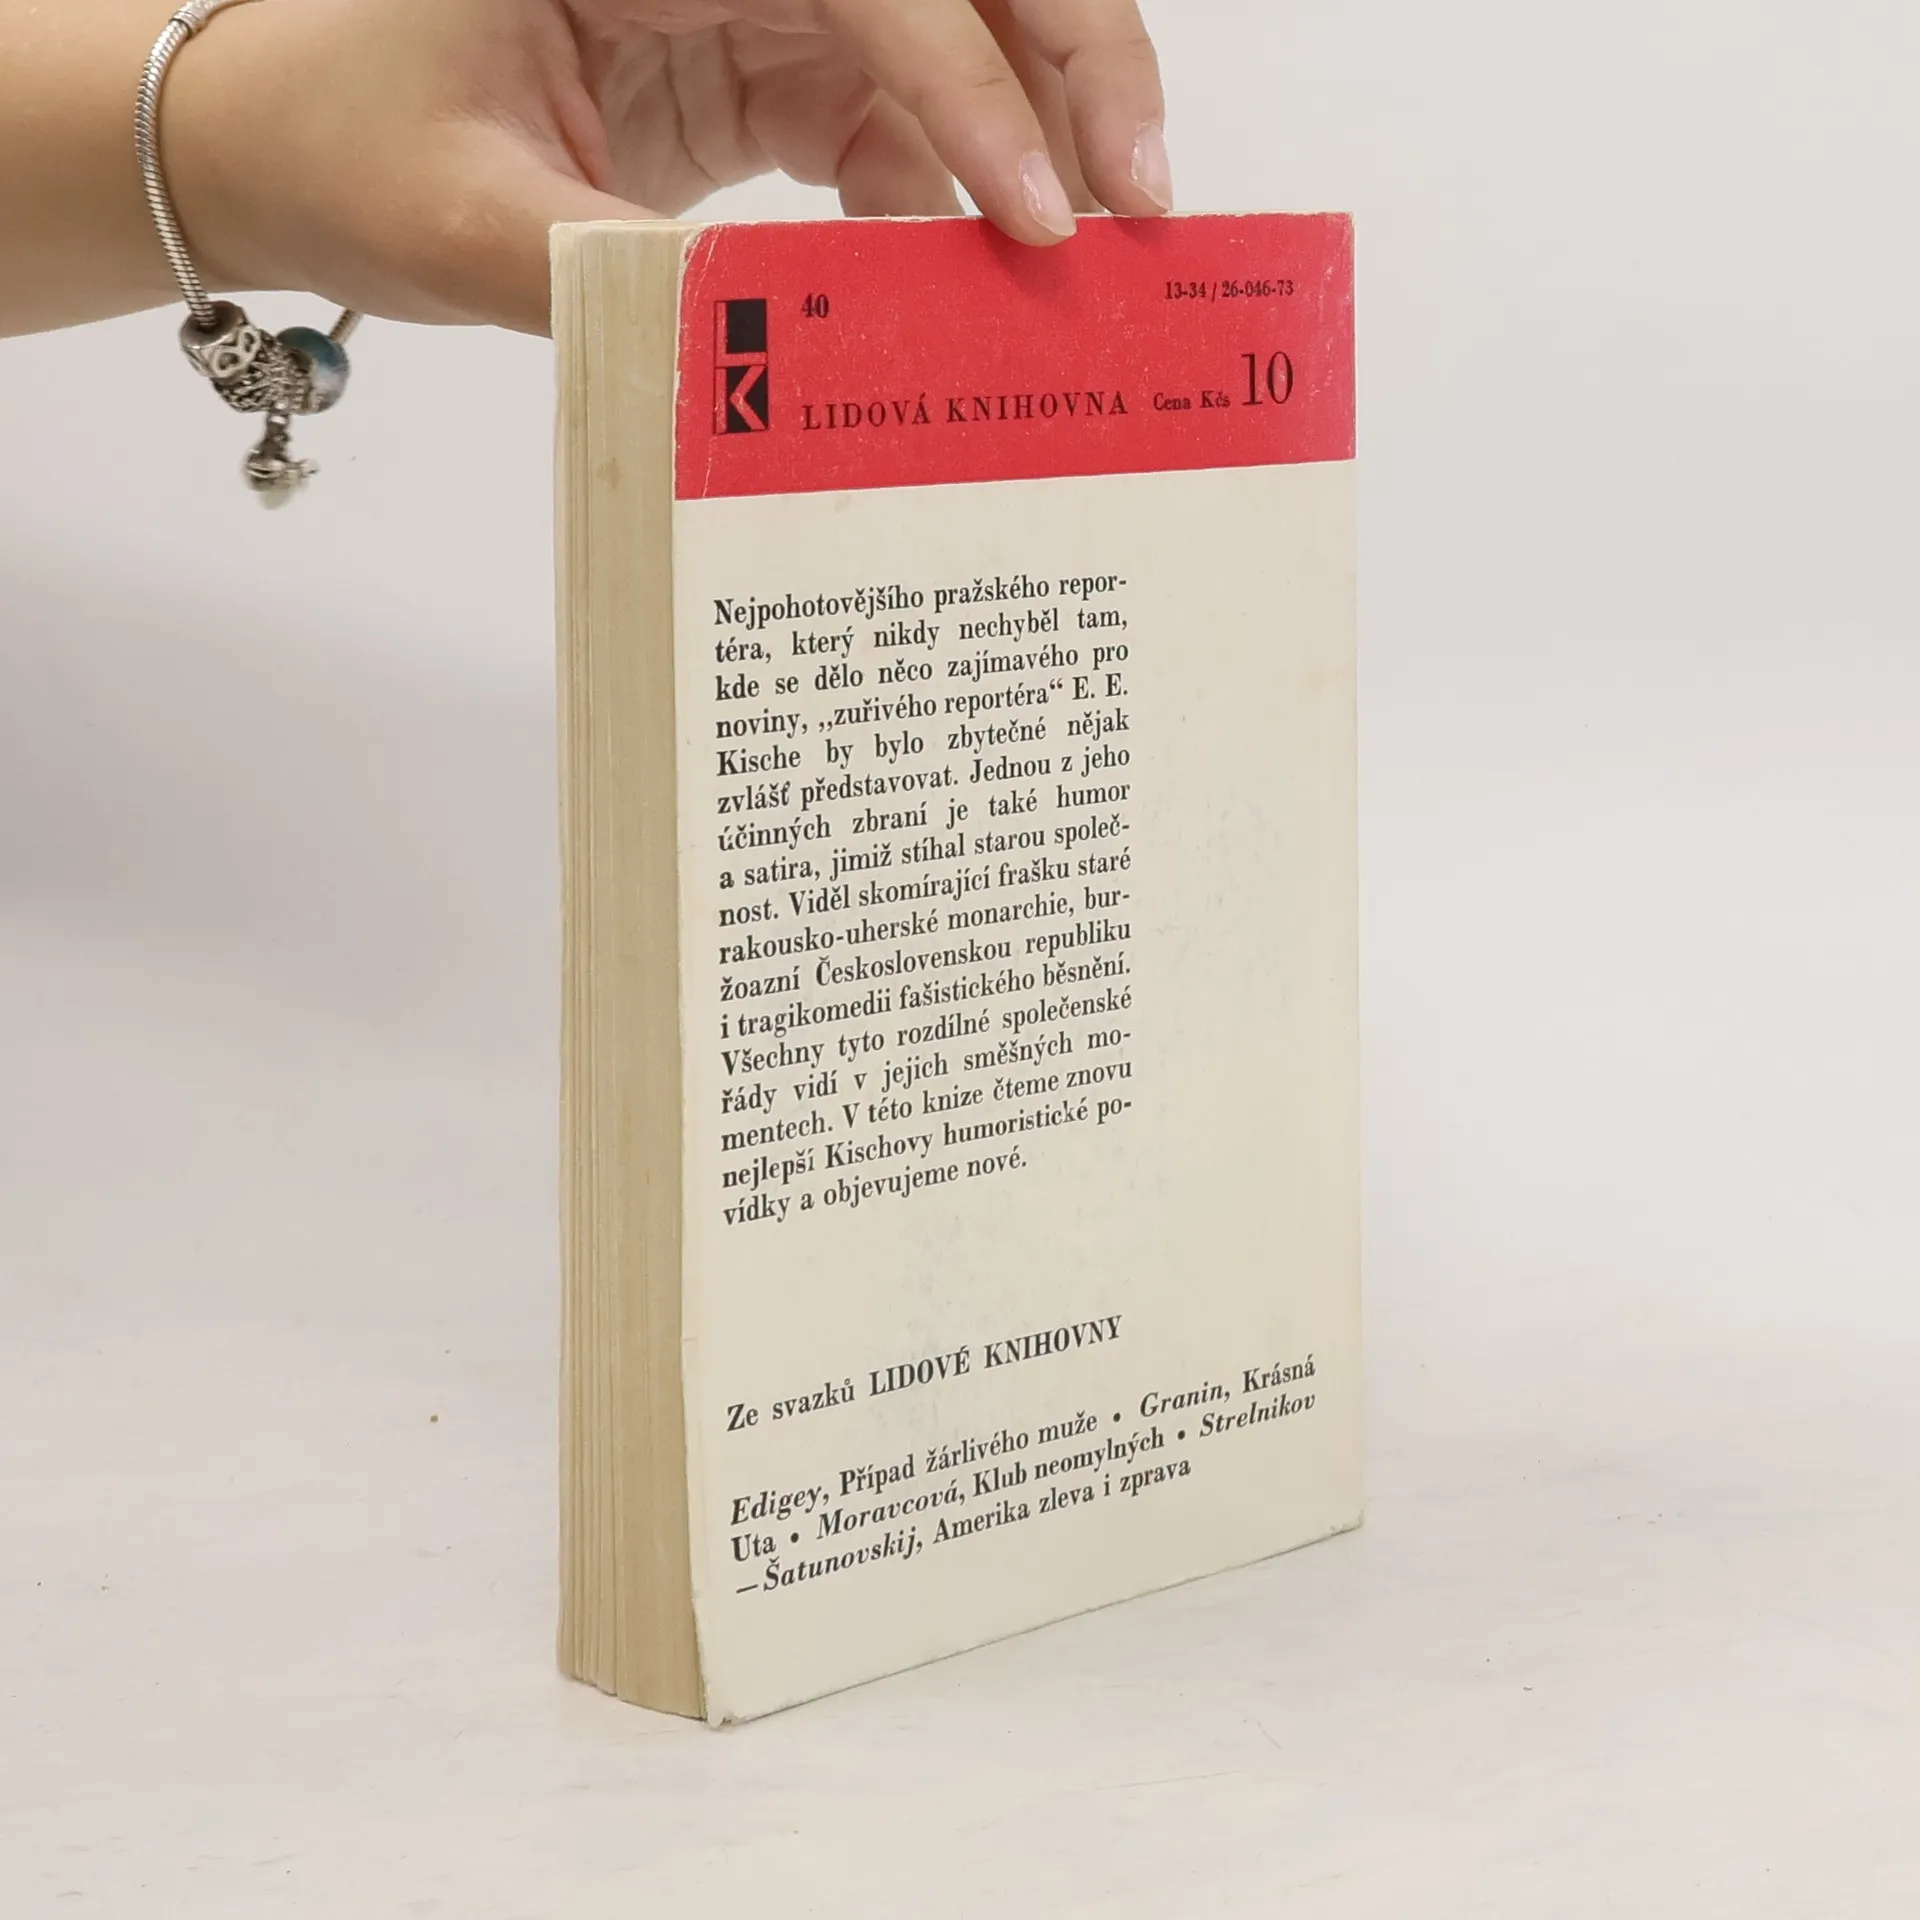 LK
40
13-34 / 26-046-73
LIDOVÁ KNIHOVNA Cena Kčs 10
Nejpohotovějšího pražského repor-
téra, který nikdy nechyběl tam,
kde se dělo něco zajímavého pro
noviny, „zuřivého reportéra“ E. E.
Kische by bylo zbytečné nějak
zvlášť představovat. Jednou z jeho
účinných zbraní je také humor
a satira, jimiž stíhal starou společ-
nost. Viděl skomírající frašku staré
rakousko-uherské monarchie, bur-
žoazní Československou republiku
i tragikomedii fašistického běsnění.
Všechny tyto rozdílné společenské
řády vidí v jejich směšných mo-
mentech. V této knize čteme znovu
nejlepší Kischovy humoristické po-
vídky a objevujeme nové.
Ze svazků LIDOVÉ KNIHOVNY
Edigey, Případ žárlivého muže • Granin, Krásná
Uta • Moravcová, Klub neomylných • Strelnikov
—Šatunovskij, Amerika zleva i zprava